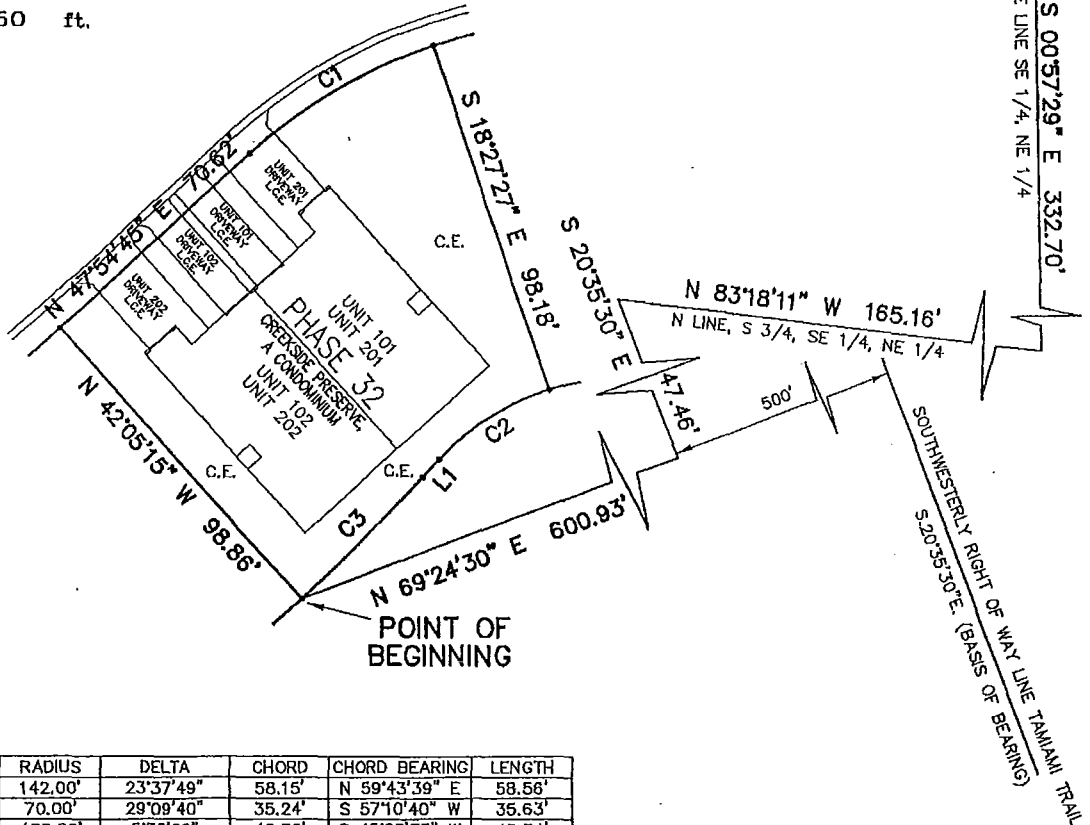 60 ft.
S 00°57'29" E 332.70'
E LINE SE 1/4, NE 1/4
C1
N 47°54'45" E 70.62'
UNIT 201
DRIVEWAY
L.C.E.
UNIT 101
DRIVEWAY
L.C.E.
UNIT 102
DRIVEWAY
L.C.E.
UNIT 202
DRIVEWAY
L.C.E.
S 18°27'27" E 98.18'
C.E.
S 20°35'30" E 47.46'
N 83°18'11" W 165.16'
N LINE, S 3/4, SE 1/4, NE 1/4
500'
UNIT 101
UNIT 201
PHASE 32
CREEKSIDE PRESERVE,
A CONDOMINIUM
UNIT 102
UNIT 202
N 42°05'15" W 98.86'
C.E.
C.E.
C2
L1
C3
N 69°24'30" E 600.93'
SOUTHWESTERLY RIGHT OF WAY LINE TAMIAMI TRAIL
S.20°35'30"E. (BASIS OF BEARING)
POINT OF
BEGINNING
RADIUS DELTA CHORD CHORD BEARING LENGTH
142.00' 23°37'49" 58.15' N 59°43'39" E 58.56'
70.00' 29°09'40" 35.24' S 57°10'40" W 35.63'